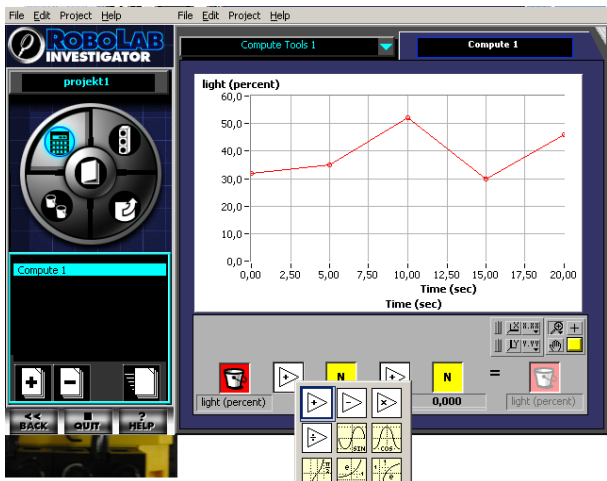 File Edit Project Help
File Edit Project Help
ROBOLAB
INVESTIGATOR
projekt1
Compute 1
<<
BACK
QUIT
?
HELP
Compute Tools 1
Compute 1
light (percent)
60,0
50,0
40,0
30,0
20,0
10,0
0,0
0,00 2,50 5,00 7,50 10,00 12,50 15,00 17,50 20,00
Time (sec)
Time (sec)
X X.XX
Y Y.YY
+
+ N + N =
light (percent) 0,000 light (percent)
+ - x
÷ SIN COS